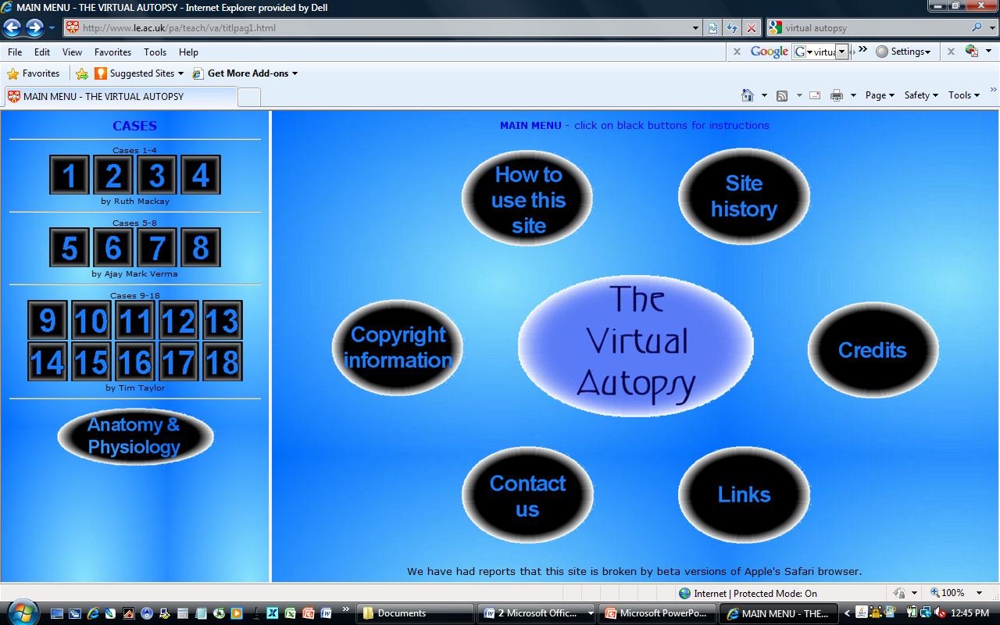 MAIN MENU - THE VIRTUAL AUTOPSY - Internet Explorer provided by Dell
http://www.le.ac.uk/pa/teach/va/titlpag1.html
virtual autopsy
File Edit View Favorites Tools Help
Google
G
virtua
Settings
Favorites
Suggested Sites
Get More Add-ons
MAIN MENU - THE VIRTUAL AUTOPSY
Page Safety Tools
CASES
Cases 1-4
1 2 3 4
by Ruth Mackay
Cases 5-8
5 6 7 8
by Ajay Mark Verma
Cases 9-18
9 10 11 12 13
14 15 16 17 18
by Tim Taylor
Anatomy &
Physiology
MAIN MENU - click on black buttons for instructions
How to
use this
site
Site
history
Copyright
information
The
Virtual
Autopsy
Credits
Contact
us
Links
We have had reports that this site is broken by beta versions of Apple's Safari browser.
Internet | Protected Mode: On
100%
Documents
2 Microsoft Offic...
Microsoft PowerPo...
MAIN MENU - THE...
12:45 PM